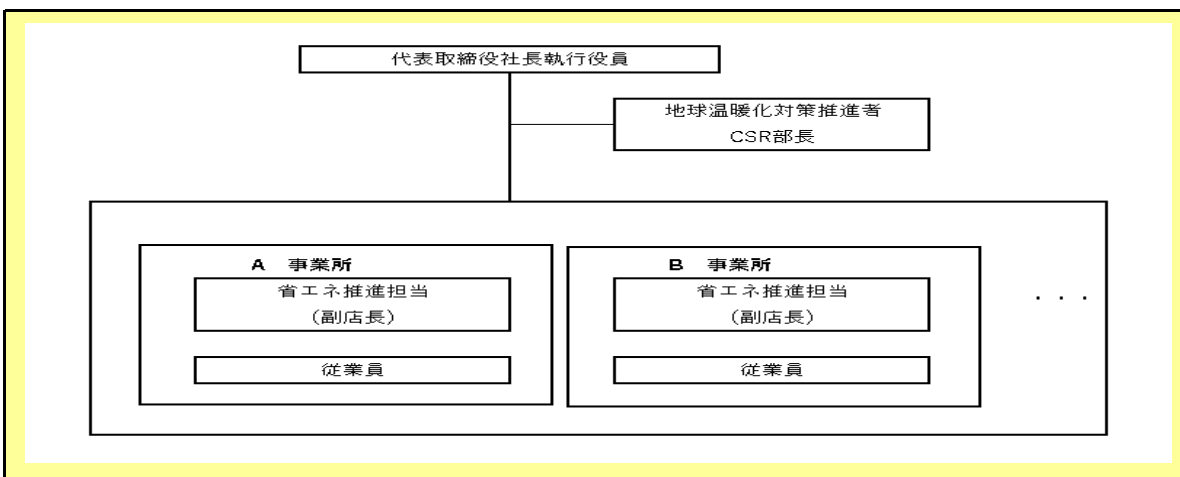 代表取締役社長執行役員
地球温暖化対策推進者
CSR部長
A 事業所
省エネ推進担当
(副店長)
従業員
B 事業所
省エネ推進担当
(副店長)
従業員
・・・